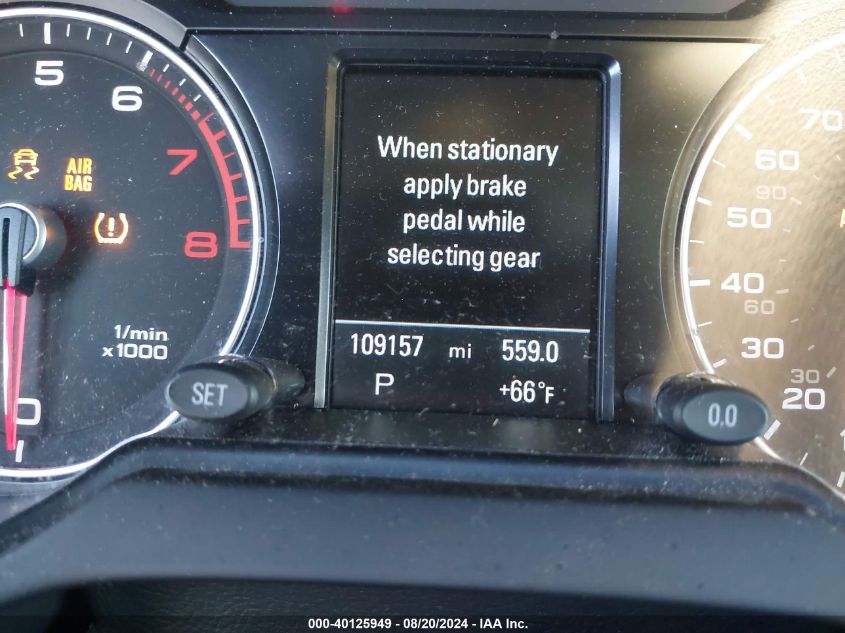 5
6
7
8
AIR
BAG
1/min
x1000
0
SET
When stationary
apply brake
pedal while
selecting gear
109157 mi 559.0
P +66°F
0.0
70
60
90
50
40
60
30
30
20
000-40125949 - 08/20/2024 - IAA Inc.